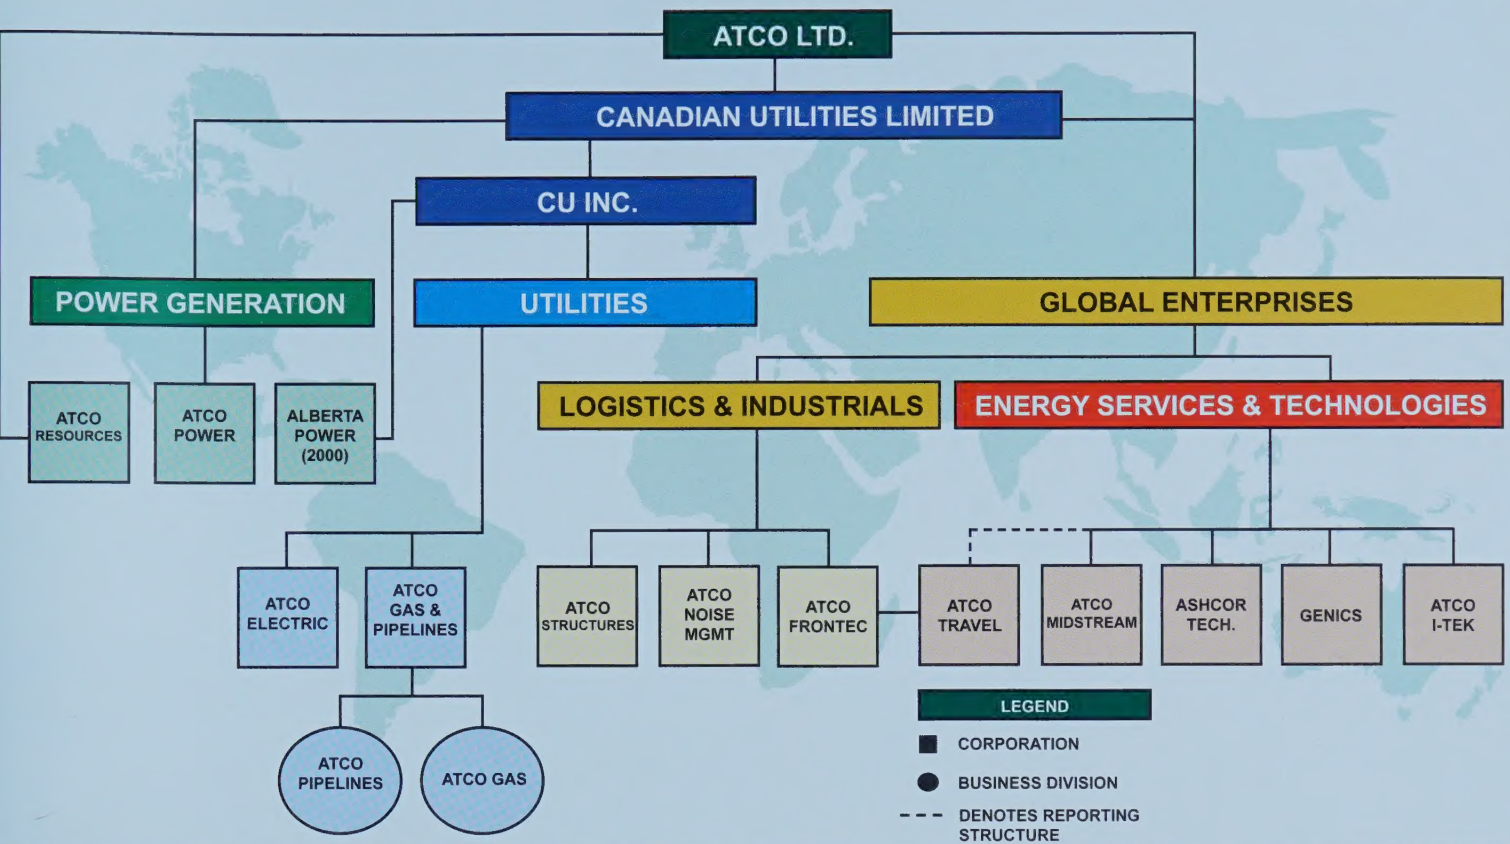 ATCO LTD.
CANADIAN UTILITIES LIMITED
CU INC.
POWER GENERATION
UTILITIES
GLOBAL ENTERPRISES
ATCO
RESOURCES
ATCO
POWER
ALBERTA
POWER
(2000)
LOGISTICS & INDUSTRIALS
ENERGY SERVICES & TECHNOLOGIES
ATCO
ELECTRIC
ATCO
GAS &
PIPELINES
ATCO
STRUCTURES
ATCO
NOISE
MGMT
ATCO
FRONTEC
ATCO
TRAVEL
ATCO
MIDSTREAM
ASHCOR
TECH.
GENICS
ATCO
I-TEK
ATCO
PIPELINES
ATCO GAS
LEGEND
CORPORATION
BUSINESS DIVISION
DENOTES REPORTING
STRUCTURE